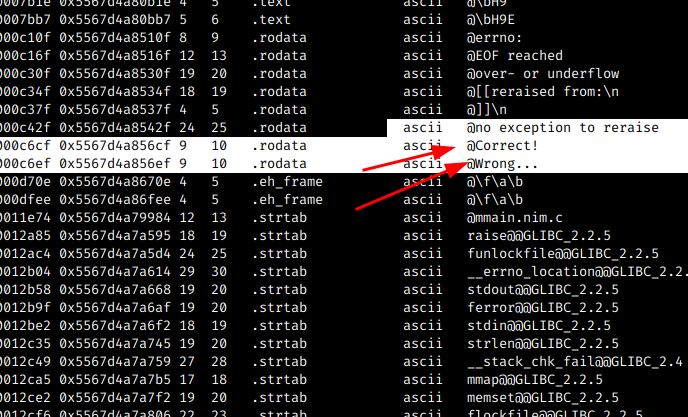 007b1e 0x5567d4a80b1e 4 5 .text ascii @\bH9
0007bb7 0x5567d4a80bb7 5 6 .text ascii @\bH9E
000c10f 0x5567d4a8510f 8 9 .rodata ascii @errno:
000c16f 0x5567d4a8516f 12 13 .rodata ascii @EOF reached
000c30f 0x5567d4a8530f 19 20 .rodata ascii @over- or underflow
000c34f 0x5567d4a8534f 18 19 .rodata ascii @[[reraised from:\n
000c37f 0x5567d4a8537f 4 5 .rodata ascii @]]\n
000c42f 0x5567d4a8542f 24 25 .rodata ascii @no exception to reraise
000c6cf 0x5567d4a856cf 9 10 .rodata ascii @Correct!
000c6ef 0x5567d4a856ef 9 10 .rodata ascii @Wrong...
000d70e 0x5567d4a8670e 4 5 .eh_frame ascii @\f\a\b
000dfee 0x5567d4a86fee 4 5 .eh_frame ascii @\f\a\b
0011e74 0x5567d4a79984 12 13 .strtab ascii @mmain.nim.c
0012a85 0x5567d4a7a595 18 19 .strtab ascii raise@@GLIBC_2.2.5
0012ac4 0x5567d4a7a5d4 24 25 .strtab ascii funlockfile@@GLIBC_2.2.5
0012b04 0x5567d4a7a614 29 30 .strtab ascii __errno_location@@GLIBC_2.2.
0012b58 0x5567d4a7a668 19 20 .strtab ascii stdout@@GLIBC_2.2.5
0012b9f 0x5567d4a7a6af 19 20 .strtab ascii ferror@@GLIBC_2.2.5
0012be2 0x5567d4a7a6f2 18 19 .strtab ascii stdin@@GLIBC_2.2.5
0012c35 0x5567d4a7a745 19 20 .strtab ascii strlen@@GLIBC_2.2.5
0012c49 0x5567d4a7a759 27 28 .strtab ascii __stack_chk_fail@@GLIBC_2.4
0012ca5 0x5567d4a7a7b5 17 18 .strtab ascii mmap@@GLIBC_2.2.5
0012ce2 0x5567d4a7a7f2 19 20 .strtab ascii memset@@GLIBC_2.2.5
0012cf6 0x5567d4a7a806 22 23 .strtab ascii flockfile@@GLIBC_2.2.5